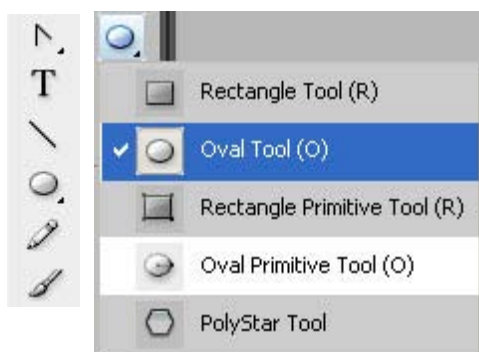 T
Rectangle Tool (R)
Oval Tool (O)
Rectangle Primitive Tool (R)
Oval Primitive Tool (O)
PolyStar Tool